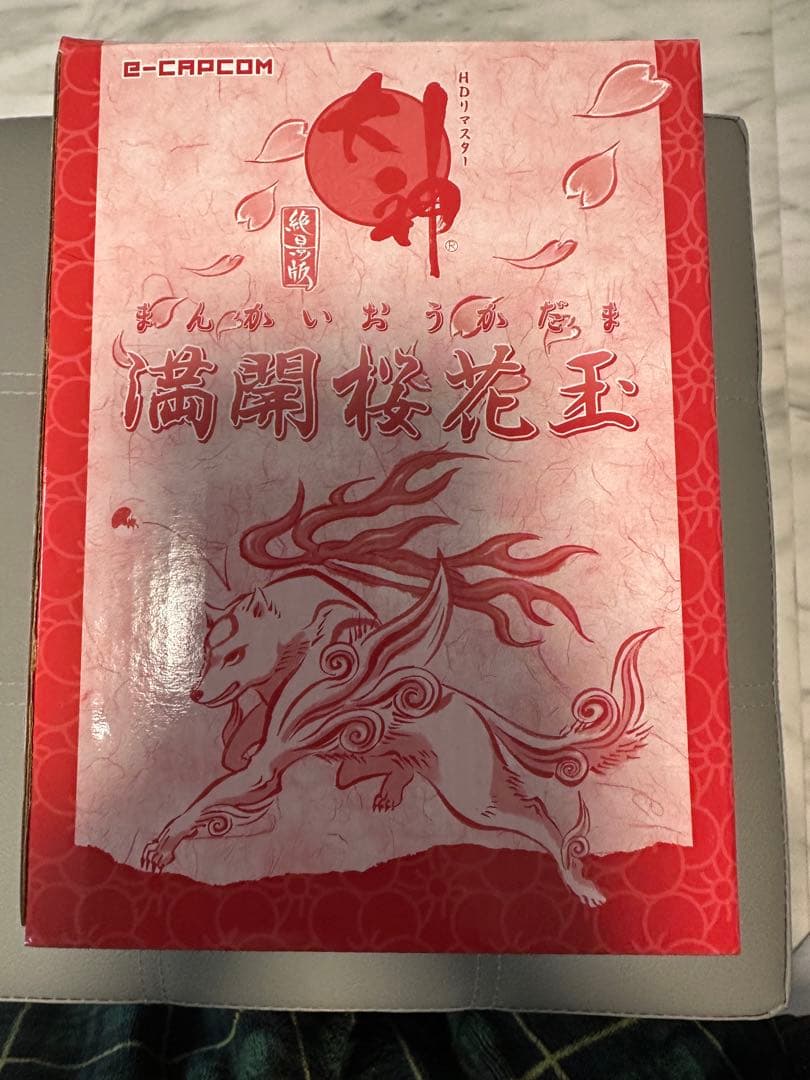 e-CAPCOM
HDリマスター
大神®
絶景版
まんかいおうかだま
満開桜花玉